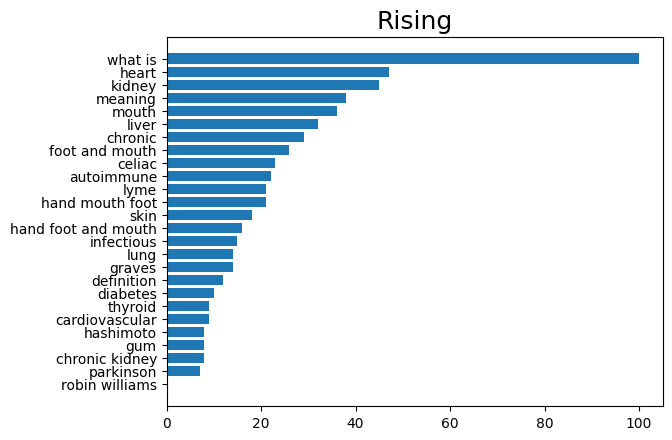 Rising
what is
heart
kidney
meaning
mouth
liver
chronic
foot and mouth
celiac
autoimmune
lyme
hand mouth foot
skin
hand foot and mouth
infectious
lung
graves
definition
diabetes
thyroid
cardiovascular
hashimoto
gum
chronic kidney
parkinson
robin williams
0 20 40 60 80 100